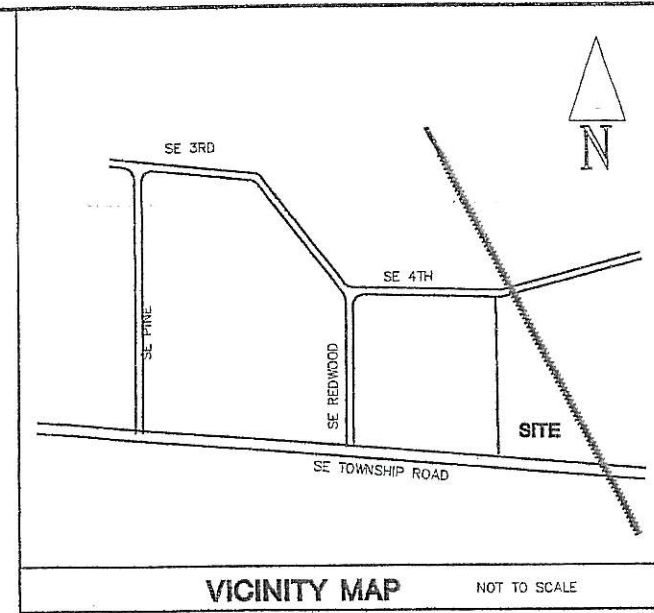 N
SE 3RD
SE 4TH
SE PINE
SE REDWOOD
SITE
SE TOWNSHIP ROAD
VICINITY MAP NOT TO SCALE